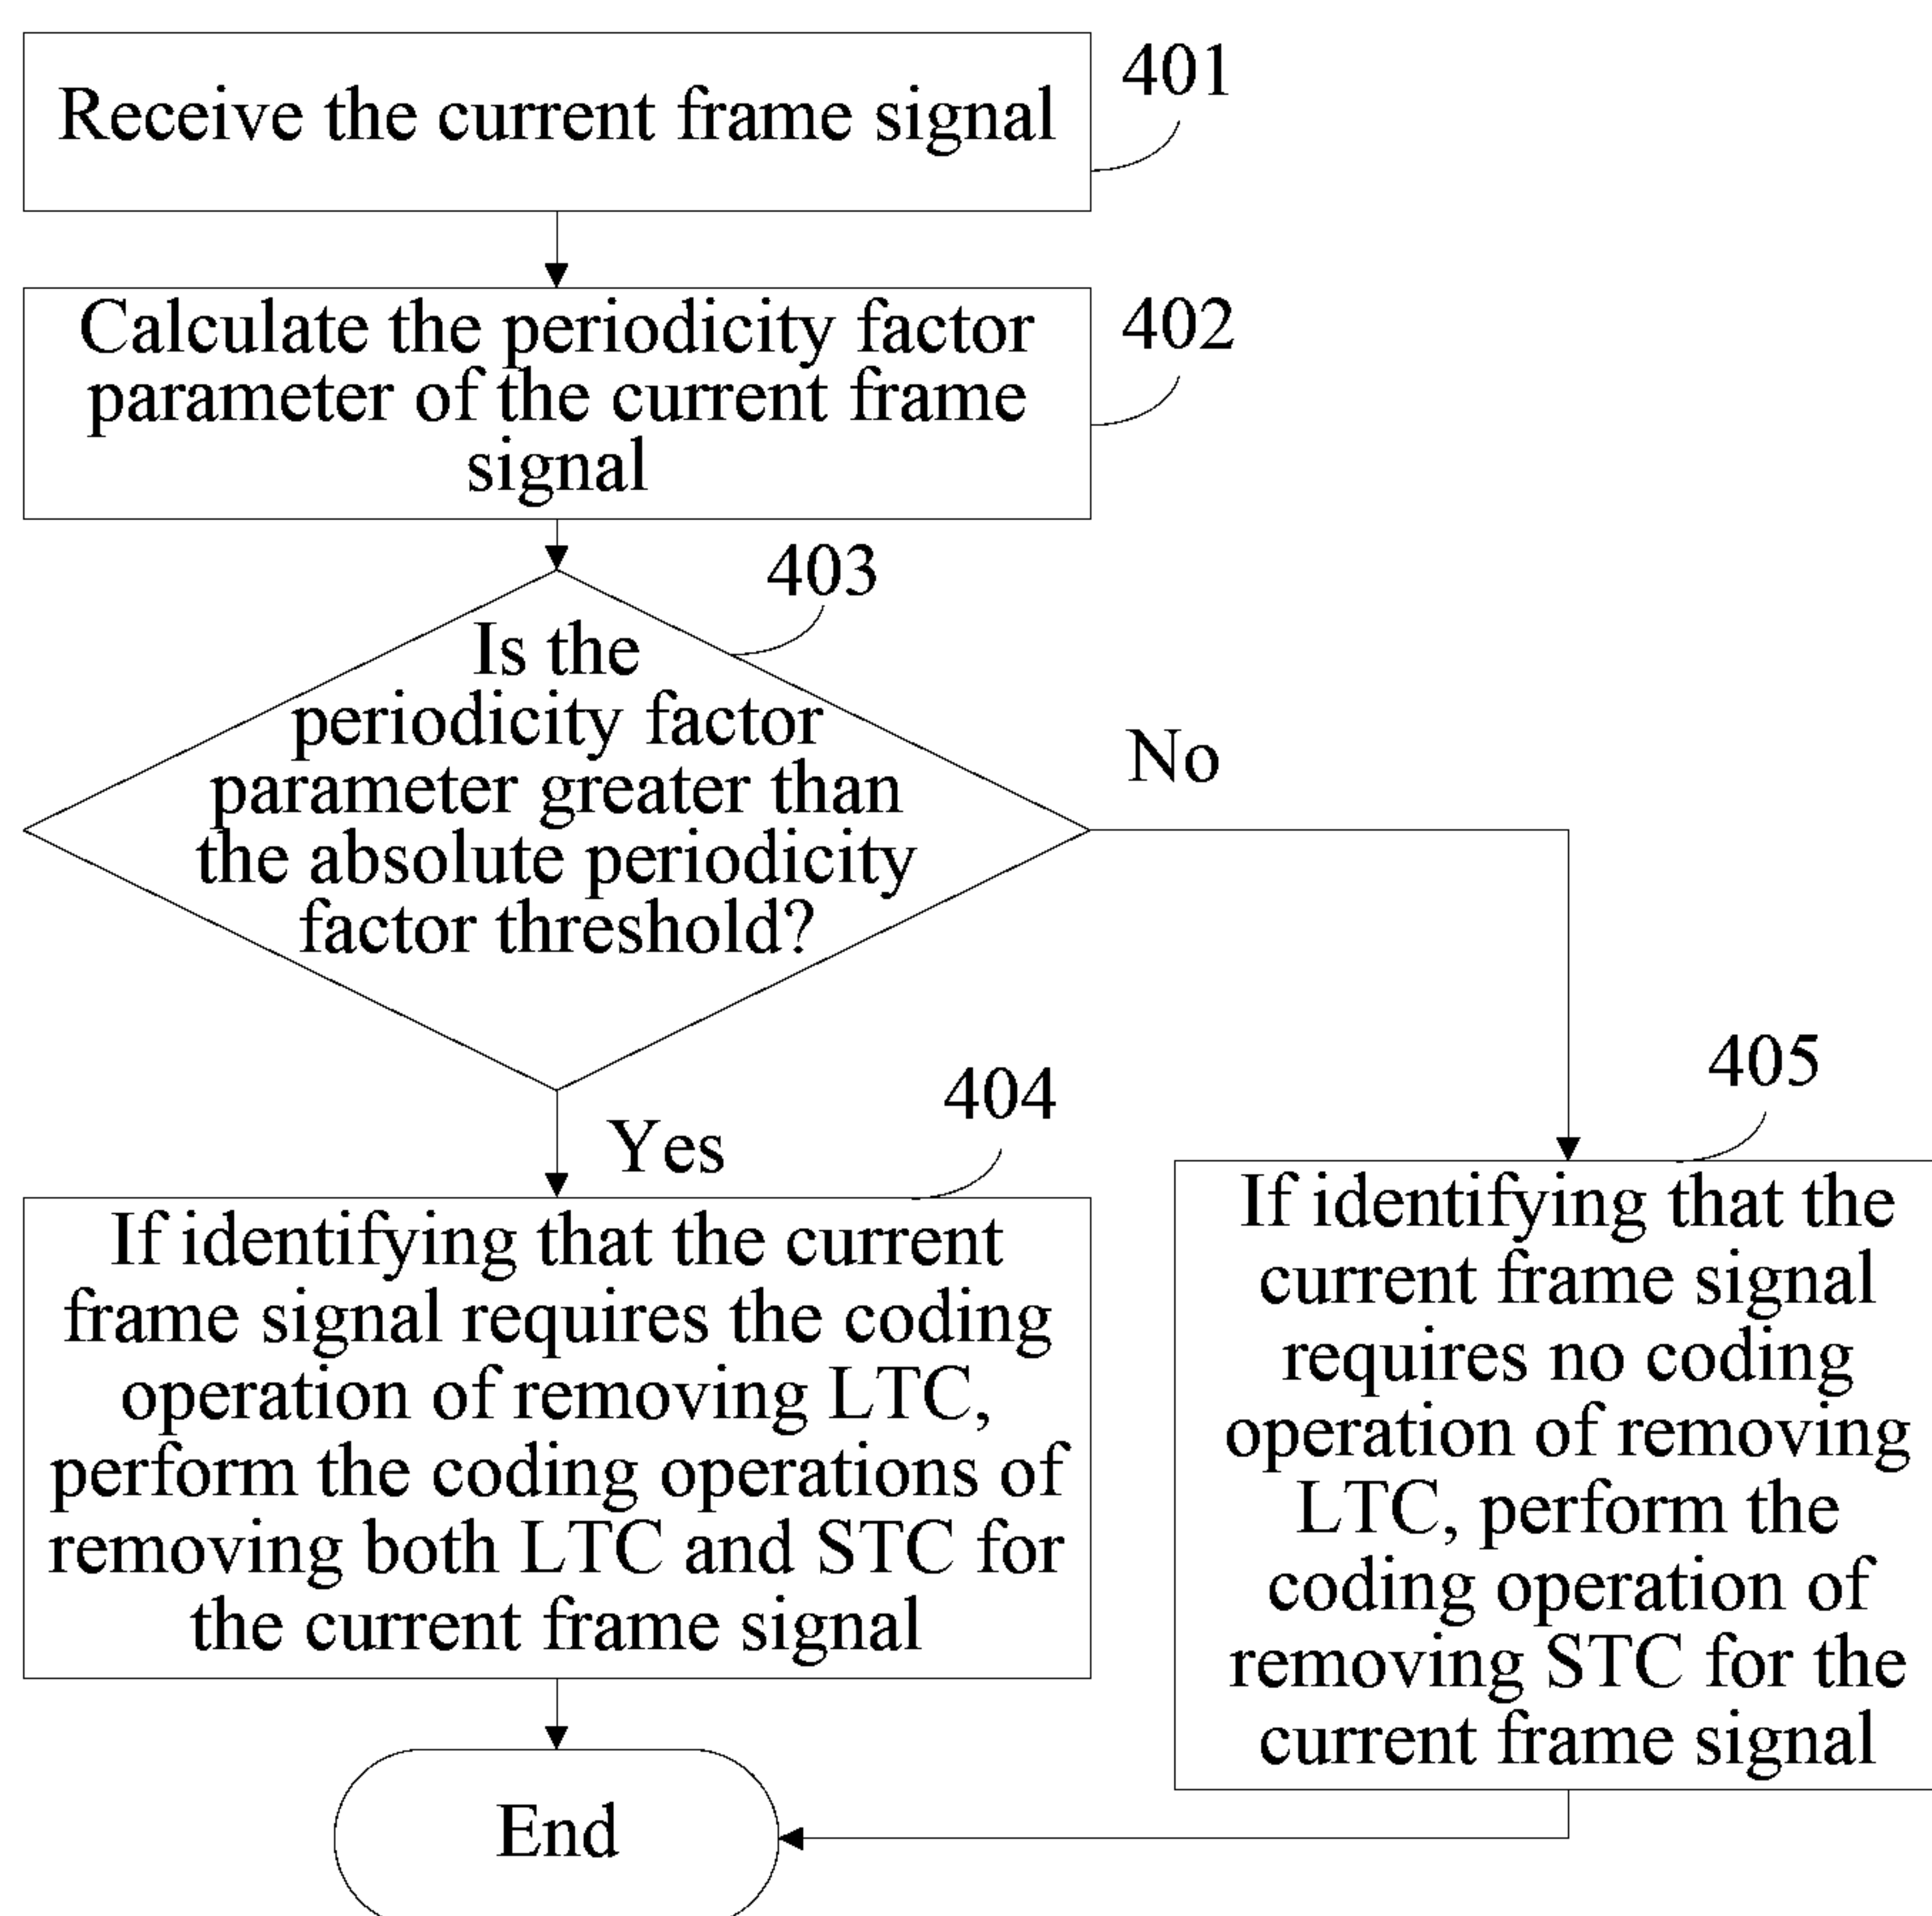 Receive the current frame signal
401
Calculate the periodicity factor
parameter of the current frame
signal
402
403
Is the
periodicity factor
parameter greater than
the absolute periodicity
factor threshold?
No
Yes
404
If identifying that the current
frame signal requires the coding
operation of removing LTC,
perform the coding operations of
removing both LTC and STC for
the current frame signal
405
If identifying that the
current frame signal
requires no coding
operation of removing
LTC, perform the
coding operation of
removing STC for the
current frame signal
End